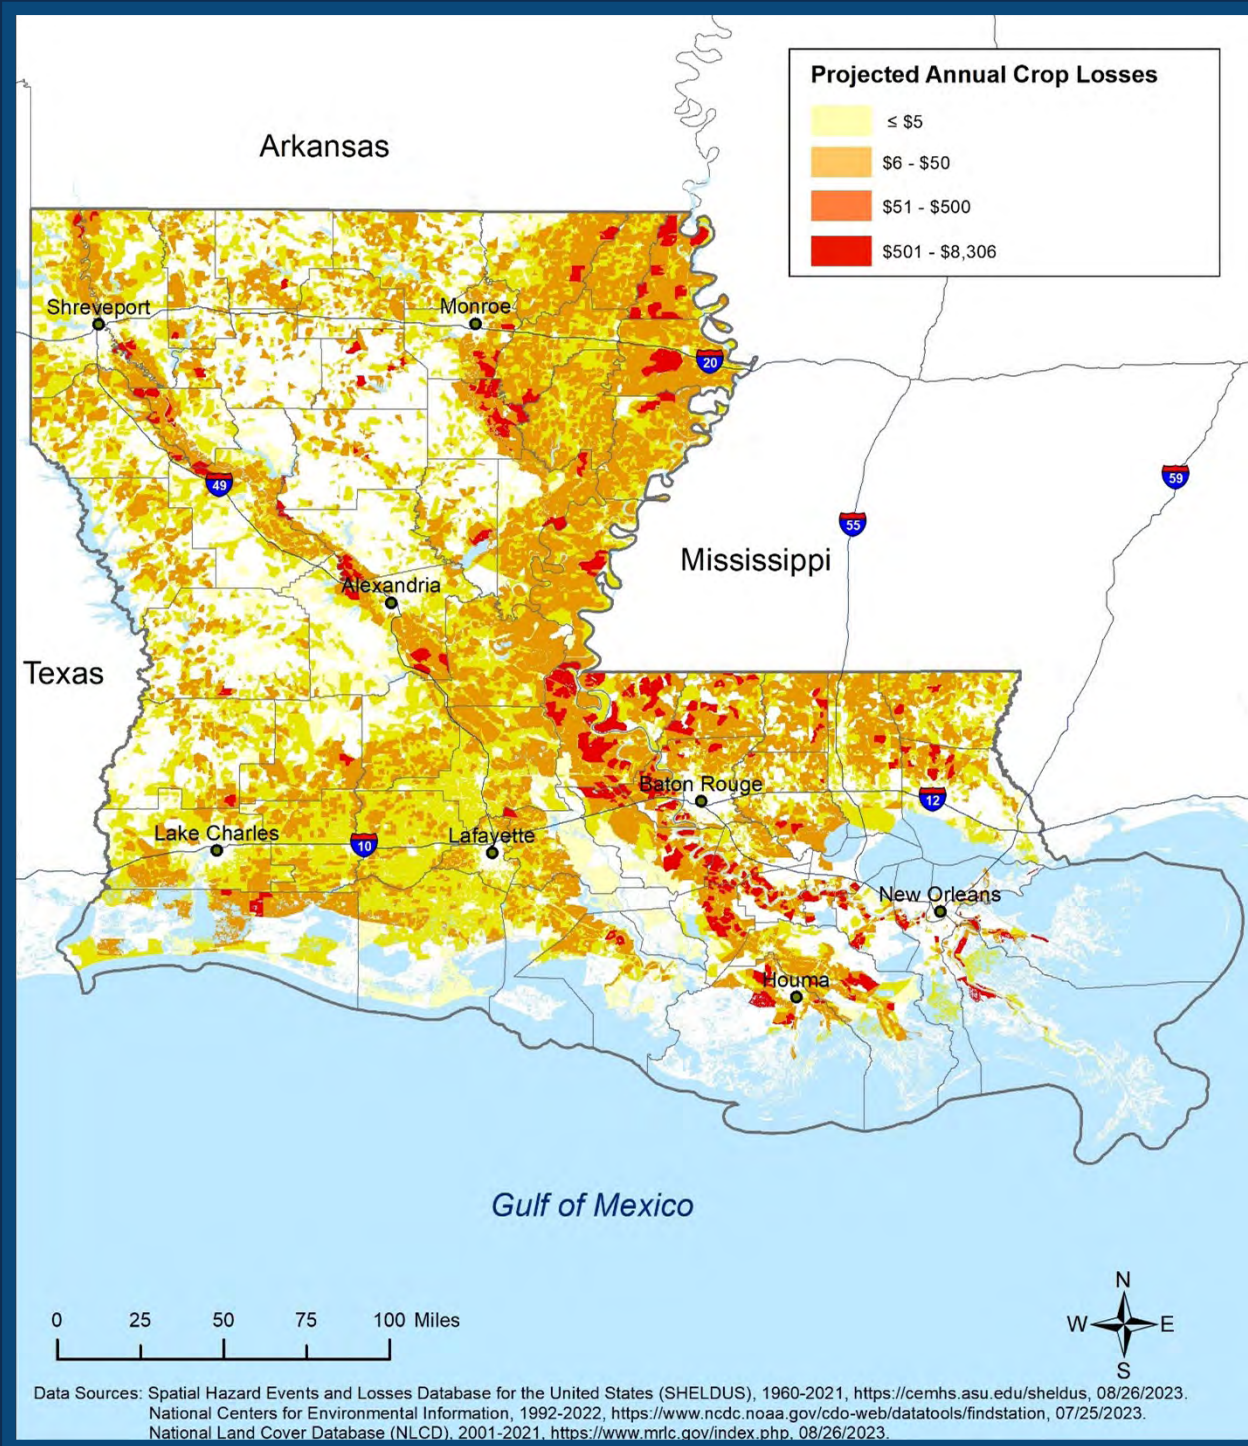 Projected Annual Crop Losses
≤ $5
$6 - $50
$51 - $500
$501 - $8,306
Arkansas
Shreveport
Monroe
20
49
59
55
Mississippi
Alexandria
Texas
Baton Rouge
12
Lake Charles
10
Lafayette
New Orleans
Houma
Gulf of Mexico
N
W
E
S
0 25 50 75 100 Miles
Data Sources: Spatial Hazard Events and Losses Database for the United States (SHELDUS), 1960-2021, https://cemhs.asu.edu/sheldus, 08/26/2023.
National Centers for Environmental Information, 1992-2022, https://www.ncdc.noaa.gov/cdo-web/datatools/findstation, 07/25/2023.
National Land Cover Database (NLCD), 2001-2021, https://www.mrlc.gov/index.php, 08/26/2023.